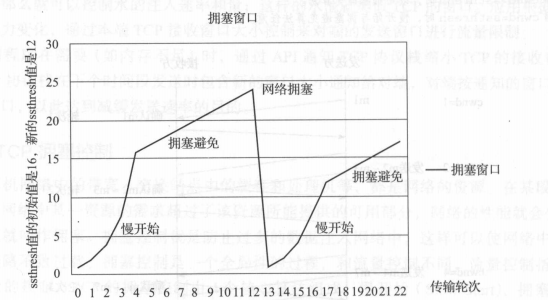 拥塞窗口
ssthresh值的初始值是16，新的ssthresh值是12
30
25
20
15
10
5
0
网络拥塞
拥塞避免
慢开始
慢开始
拥塞避免
拥塞窗口
0 1 2 3 4 5 6 7 8 9 10 11 12 13 14 15 16 17 18 19 20 21 22
传输轮次